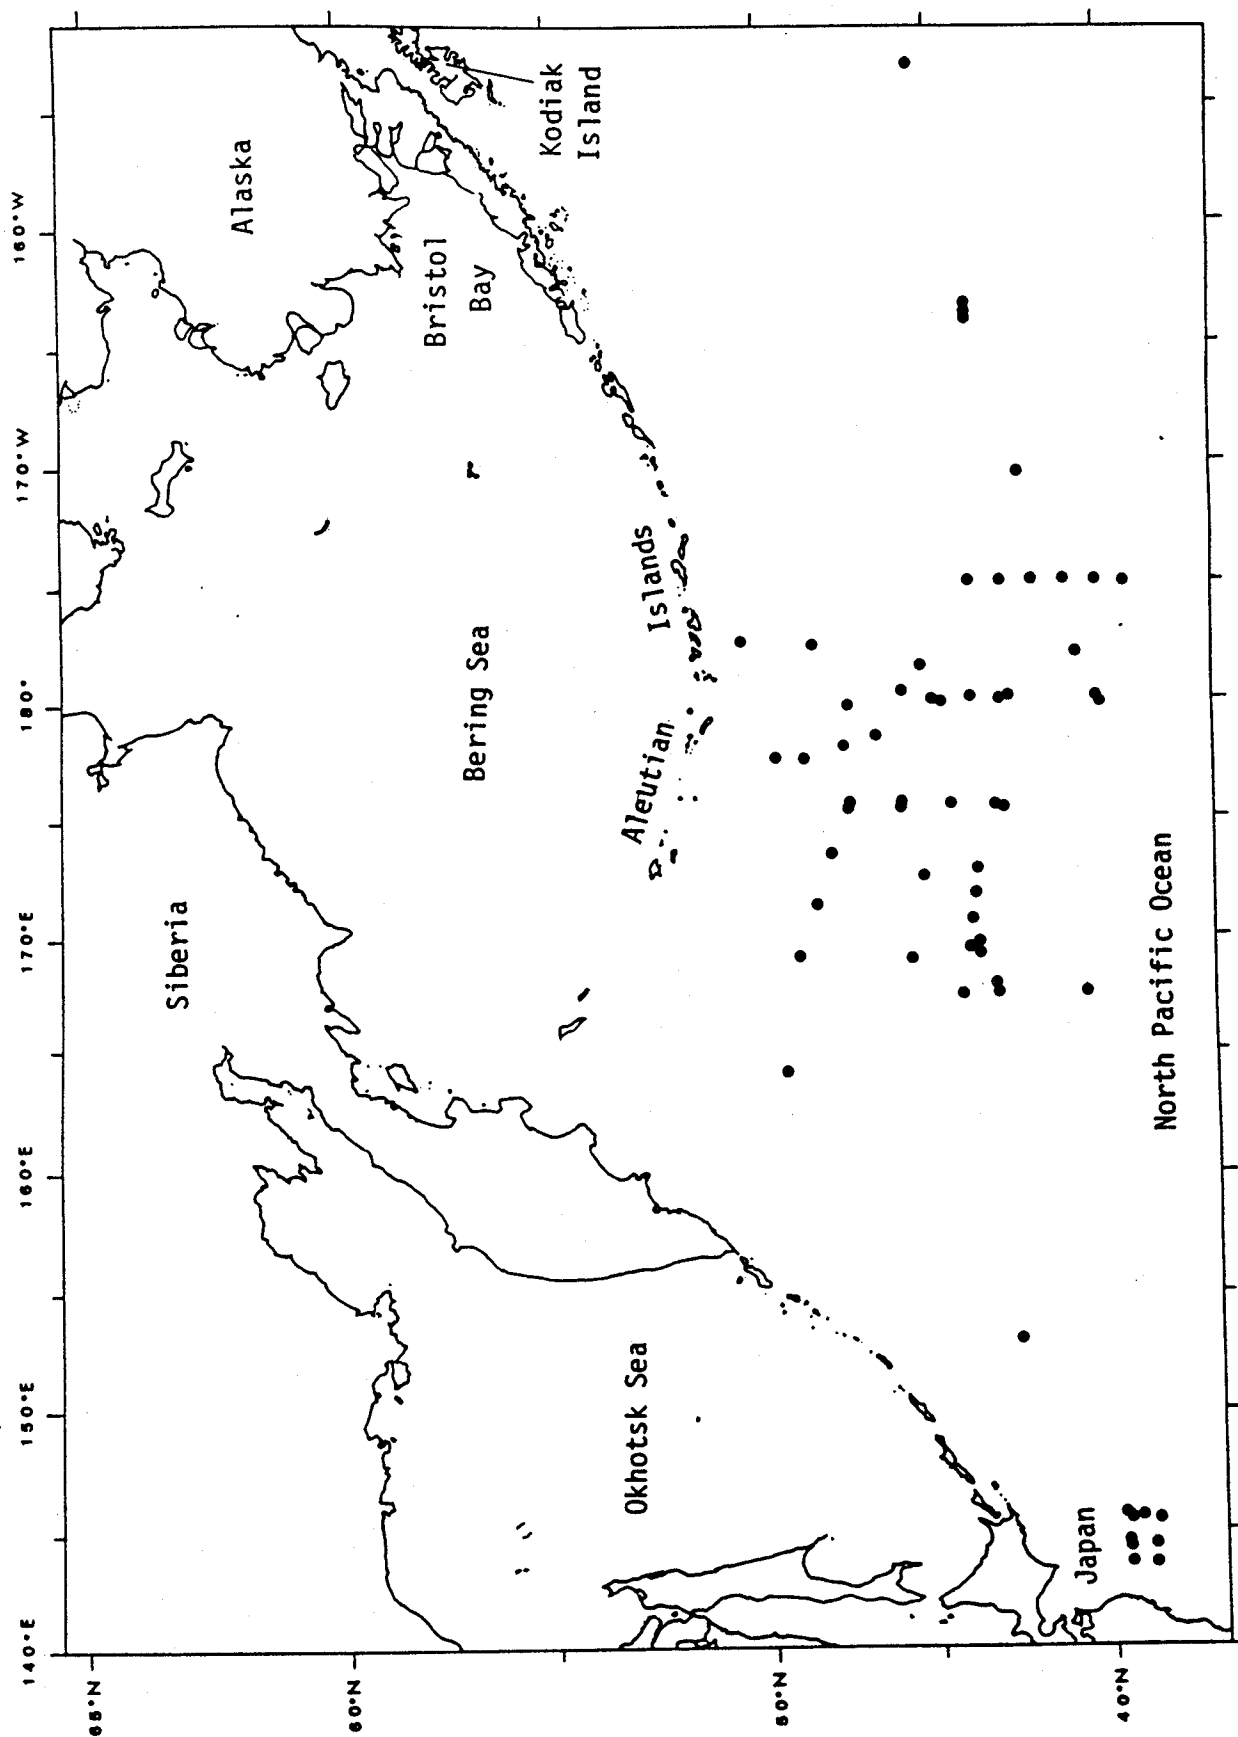 140°E
150°E
160°E
170°E
180°
170°W
160°W
65°N
60°N
50°N
40°N
Siberia
Alaska
Bristol
Bay
Kodiak
Island
Bering Sea
Aleutian
Islands
Okhotsk Sea
Japan
North Pacific Ocean